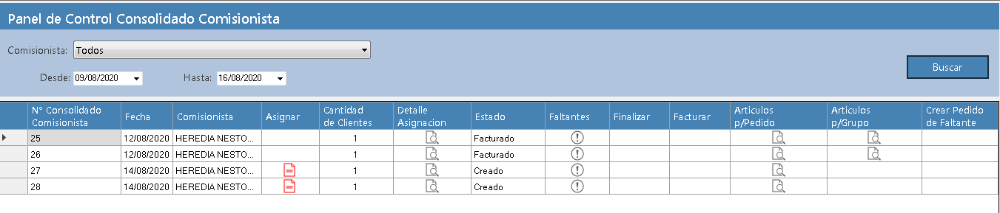 Panel de Control Consolidado Comisionista
Comisionista: Todos
Desde: 09/08/2020 Hasta: 16/08/2020
Buscar
N° Consolidado Comisionista Fecha Comisionista Asignar Cantidad de Clientes Detalle Asignacion Estado Faltantes Finalizar Facturar Articulos p/Pedido Articulos p/Grupo Crear Pedido de Faltante
25 12/08/2020 HEREDIA NESTO... 1 Facturado
26 12/08/2020 HEREDIA NESTO... 1 Facturado
27 14/08/2020 HEREDIA NESTO... 1 Creado
28 14/08/2020 HEREDIA NESTO... 1 Creado